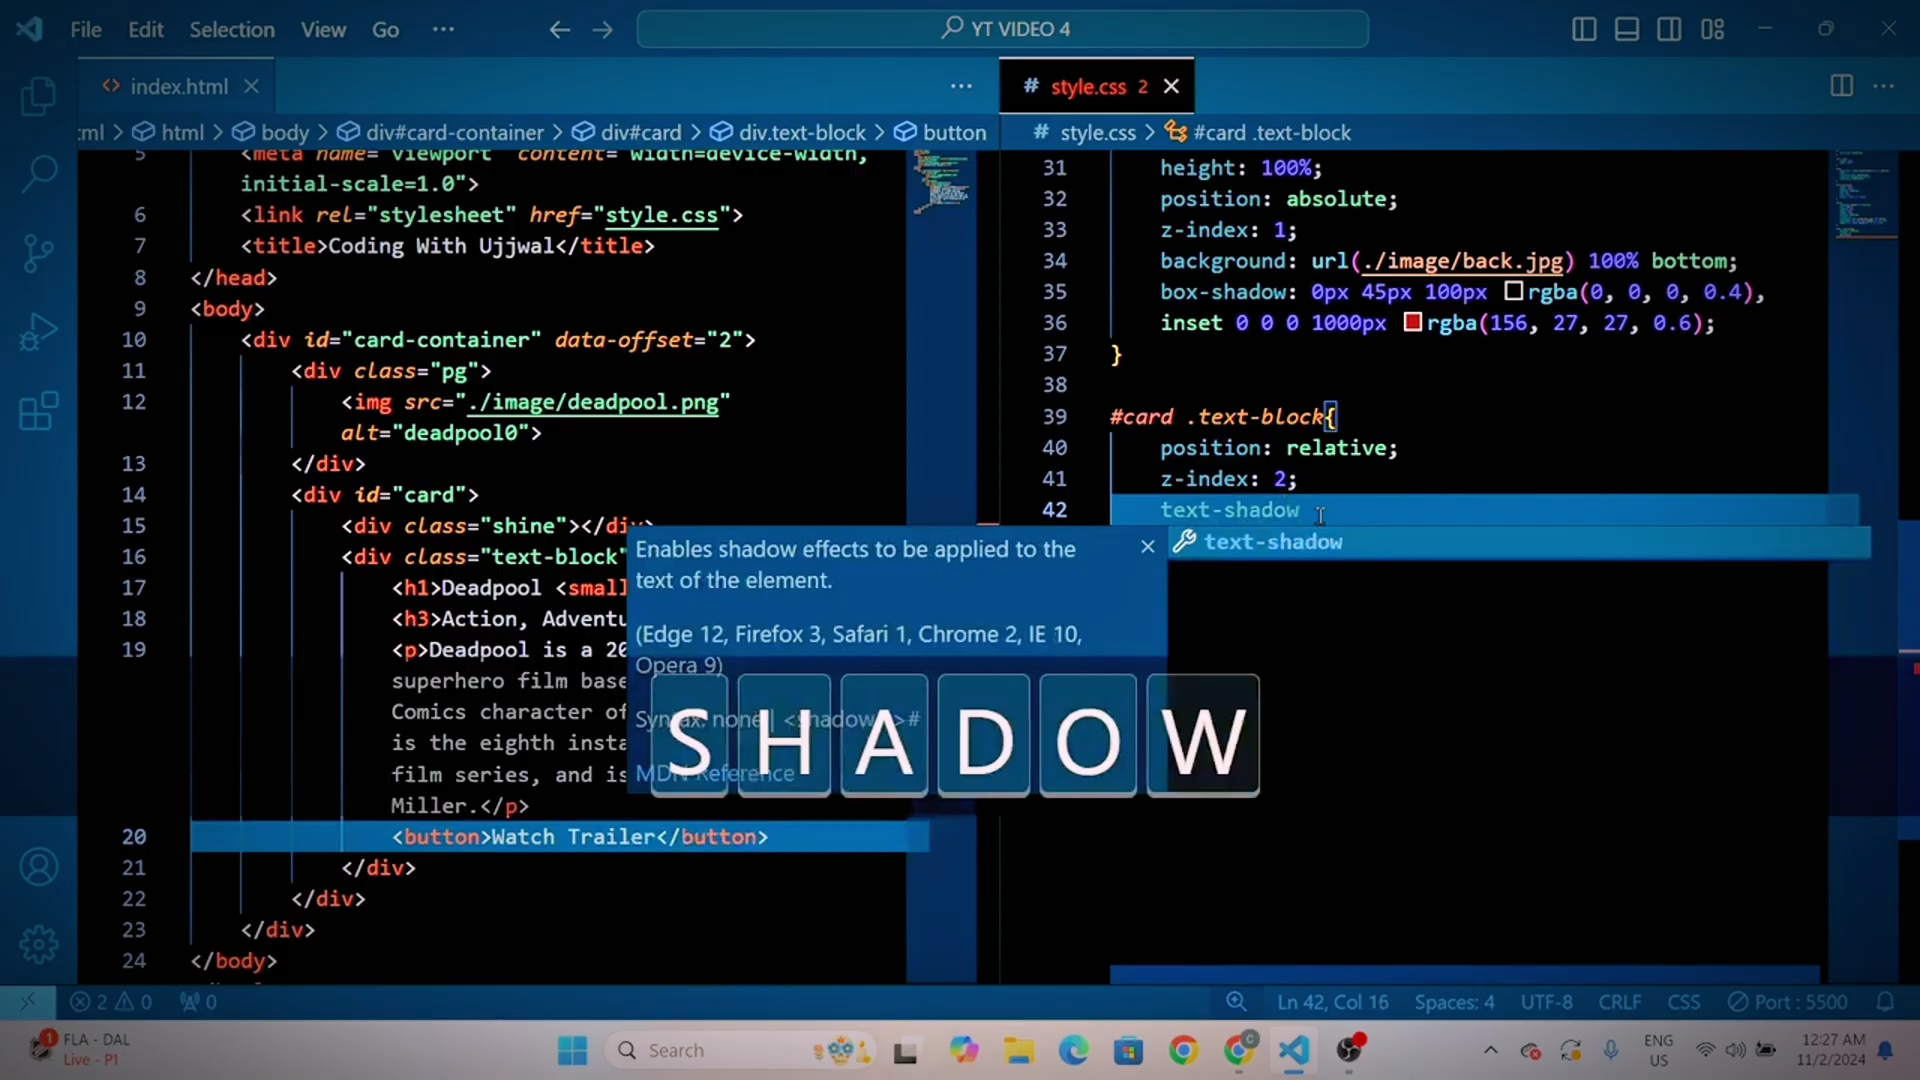 File Edit Selection View Go ··· YT VIDEO 4
index.html
style.css 2
html > body > div#card-container > div#card > div.text-block > button
style.css > #card .text-block
5 <meta name="viewport" content="width=device-width,
initial-scale=1.0">
6 <link rel="stylesheet" href="style.css">
7 <title>Coding With Ujjwal</title>
8 </head>
9 <body>
10 <div id="card-container" data-offset="2">
11 <div class="pg">
12 <img src="./image/deadpool.png"
alt="deadpool0">
13 </div>
14 <div id="card">
15 <div class="shine"></div>
16 <div class="text-block"
17 <h1>Deadpool <small
18 <h3>Action,
19 <p>Deadpool is a
superhero film
Comics character of
is the eighth
film series, and
Miller.</p>
20 <button>Watch Trailer</button>
21 </div>
22 </div>
23 </div>
24 </body>
31 height: 100%;
32 position: absolute;
33 z-index: 1;
34 background: url(./image/back.jpg) 100% bottom;
35 box-shadow: 0px 45px 100px rgba(0, 0, 0, 0.4),
36 inset 0 0 0 1000px rgba(156, 27, 27, 0.6);
37 }
38
39 #card .text-block{
40 position: relative;
41 z-index: 2;
42 text-shadow
text-shadow
Enables shadow effects to be applied to the
text of the element.
(Edge 12, Firefox 3, Safari 1, Chrome 2, IE 10,
Opera 9)
Syntax: none |
MDN Reference
SHADOW
2 0 0 Ln 42, Col 16 Spaces: 4 UTF-8 CRLF CSS Port : 5500
1 FLA - DAL
Live - P1
Search
ENG
US
12:27 AM
11/2/2024